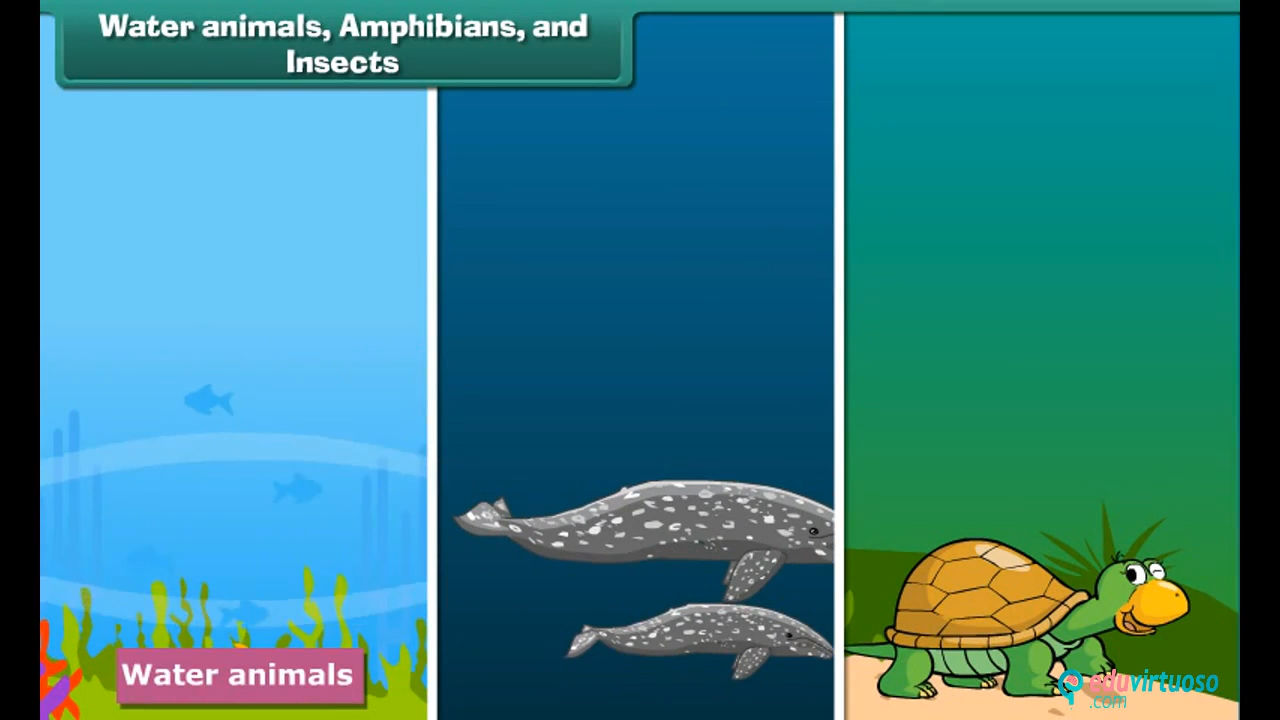 Water animals, Amphibians, and
Insects
Water animals
eduvirtuoso
.com